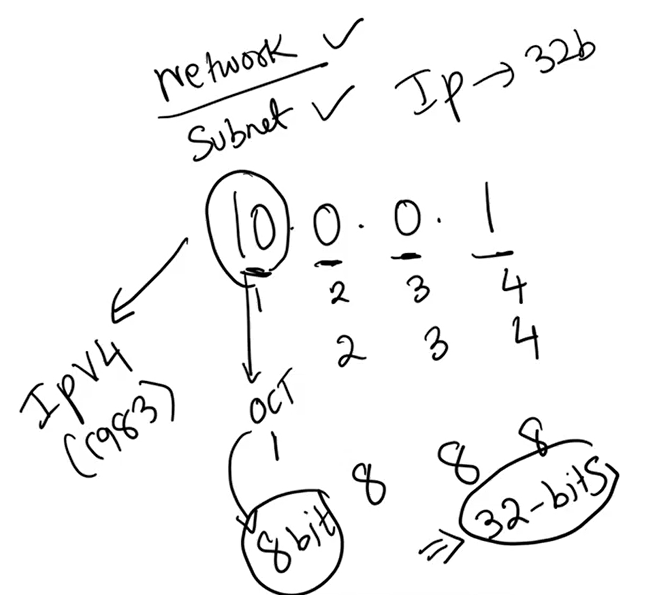 Network ✓
Subnet ✓
Ip → 32b
10.0.0.1
1 2 3 4
2 3 4
IpV4
(1983)
OCT
1
8bit 8 8 8
⇒ 32-bits